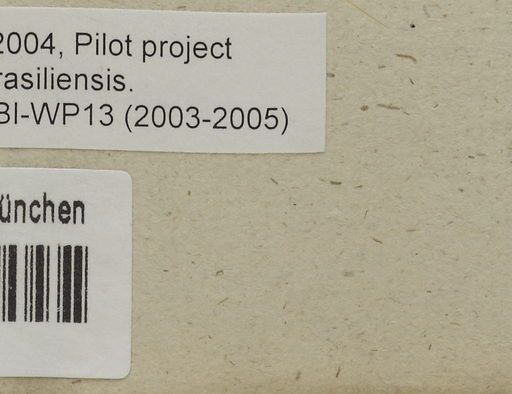 2004, Pilot project
rasiliensis.
BI-WP13 (2003-2005)
ünchen